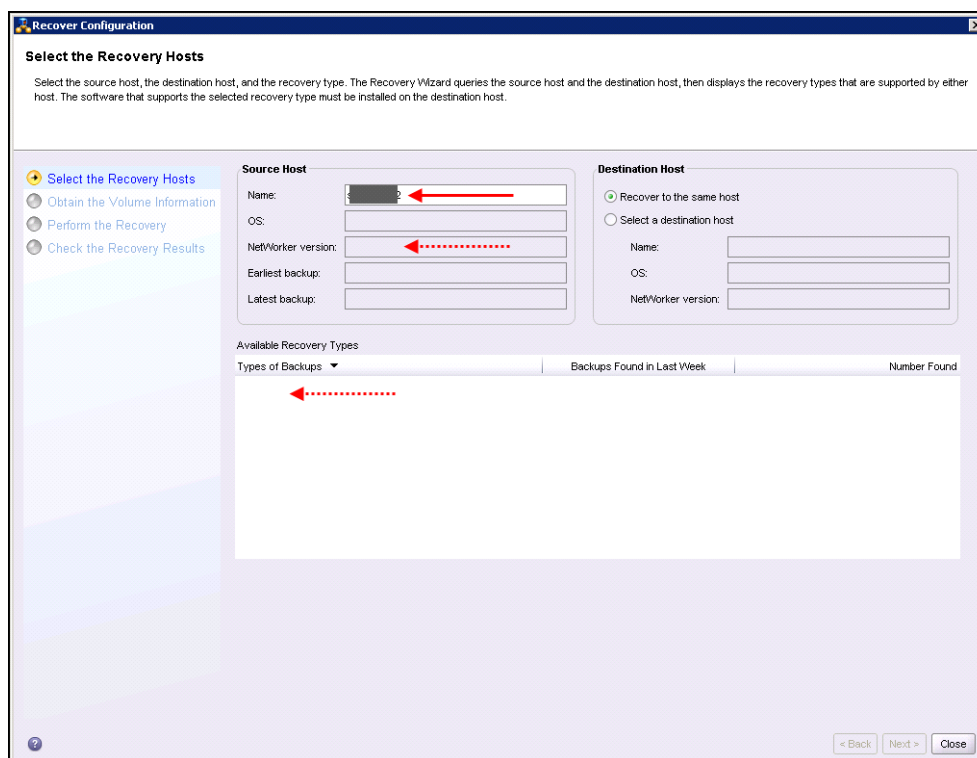 Recover Configuration
Select the Recovery Hosts
Select the source host, the destination host, and the recovery type. The Recovery Wizard queries the source host and the destination host, then displays the recovery types that are supported by either
host. The software that supports the selected recovery type must be installed on the destination host.
Select the Recovery Hosts
Obtain the Volume Information
Perform the Recovery
Check the Recovery Results
Source Host
Name:
OS:
NetWorker version:
Earliest backup:
Latest backup:
Destination Host
Recover to the same host
Select a destination host
Name:
OS:
NetWorker version:
Available Recovery Types
Types of Backups Backups Found in Last Week Number Found
? < Back Next > Close